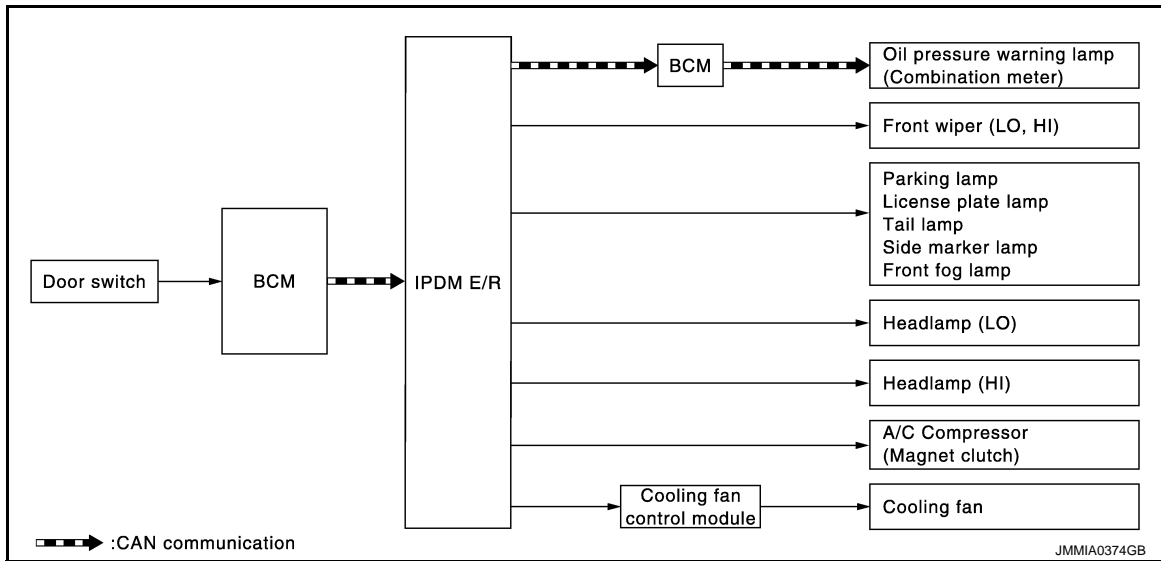 Door switch
BCM
IPDM E/R
BCM
Oil pressure warning lamp
(Combination meter)
Front wiper (LO, HI)
Parking lamp
License plate lamp
Tail lamp
Side marker lamp
Front fog lamp
Headlamp (LO)
Headlamp (HI)
A/C Compressor
(Magnet clutch)
Cooling fan
control module
Cooling fan
:CAN communication
JMMIA0374GB